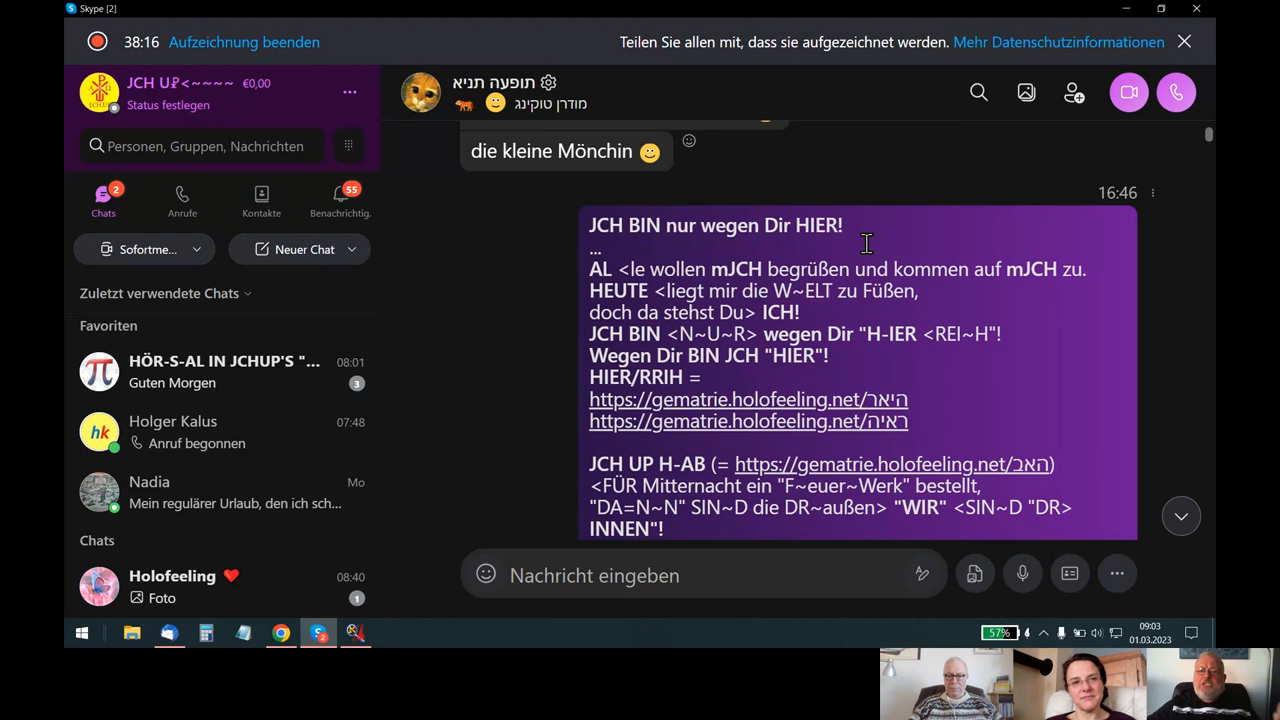 Skype [2]
38:16 Aufzeichnung beenden
Teilen Sie allen mit, dass sie aufgezeichnet werden. Mehr Datenschutzinformationen
JCH U₽<~~~~ €0,00
Status festlegen
Personen, Gruppen, Nachrichten
2
55
Chats
Anrufe
Kontakte
Benachrichtig.
Sofortme...
Neuer Chat
Zuletzt verwendete Chats
Favoriten
HÖR-S-AL IN JCHUP'S "... 08:01
Guten Morgen 3
hk
Holger Kalus 07:48
Anruf begonnen
Nadia Mo
Mein regulärer Urlaub, den ich sch...
Chats
Holofeeling ❤ 08:40
Foto 1
תופעה תניא
🐅 🙂 מודרן טוקינג
die kleine Mönchin 🙂
16:46
JCH BIN nur wegen Dir HIER!
...
AL <le wollen mJCH begrüßen und kommen auf mJCH zu.
HEUTE <liegt mir die W~ELT zu Füßen,
doch da stehst Du> ICH!
JCH BIN <N~U~R> wegen Dir "H-IER <REI~H"!
Wegen Dir BIN JCH "HIER"!
HIER/RRIH =
https://gematrie.holofeeling.net/היאר
https://gematrie.holofeeling.net/ראיה
JCH UP H-AB (= https://gematrie.holofeeling.net/האב)
<FÜR Mitternacht ein "F~euer~Werk" bestellt,
"DA=N~N" SIN~D die DR~außen> "WIR" <SIN~D "DR>
INNEN"!
Nachricht eingeben
57%
09:03
01.03.2023